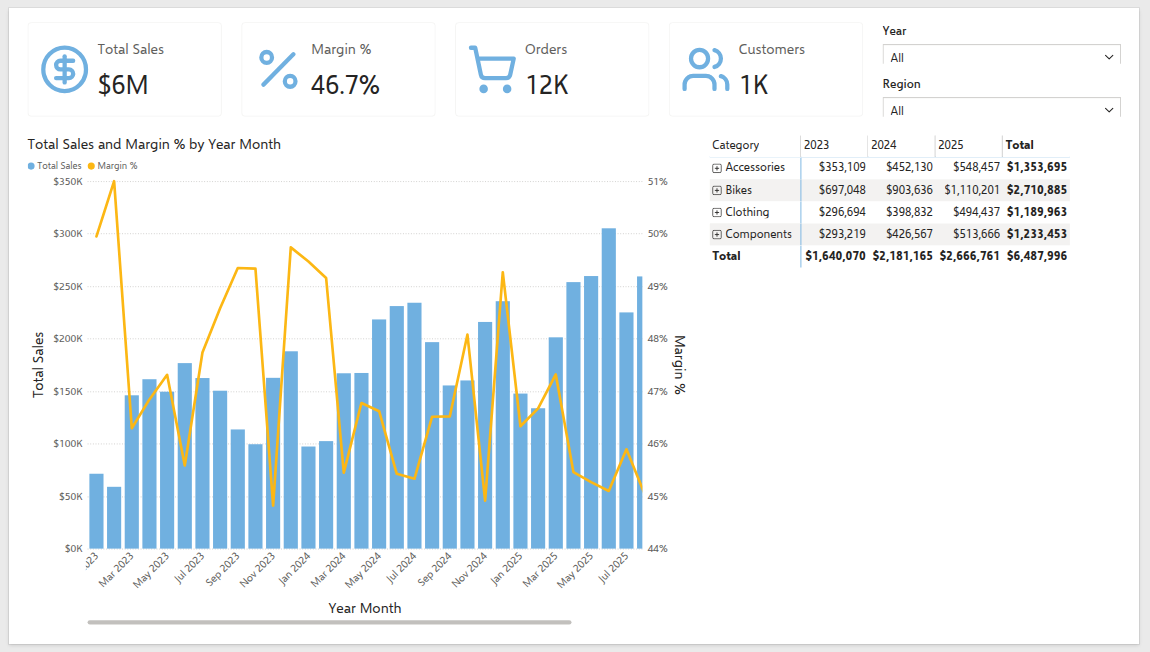 Total Sales
$6M
Margin %
46.7%
Orders
12K
Customers
1K
Year
All
Region
All
Total Sales and Margin % by Year Month
Total Sales Margin %
$350K
$300K
$250K
$200K
$150K
$100K
$50K
$0K
Total Sales
51%
50%
49%
48%
47%
46%
45%
44%
Margin %
Mar 2023
May 2023
Jul 2023
Sep 2023
Nov 2023
Jan 2024
Mar 2024
May 2024
Jul 2024
Sep 2024
Nov 2024
Jan 2025
Mar 2025
May 2025
Jul 2025
Year Month
Category 2023 2024 2025 Total
Accessories $353,109 $452,130 $548,457 $1,353,695
Bikes $697,048 $903,636 $1,110,201 $2,710,885
Clothing $296,694 $398,832 $494,437 $1,189,963
Components $293,219 $426,567 $513,666 $1,233,453
Total $1,640,070 $2,181,165 $2,666,761 $6,487,996